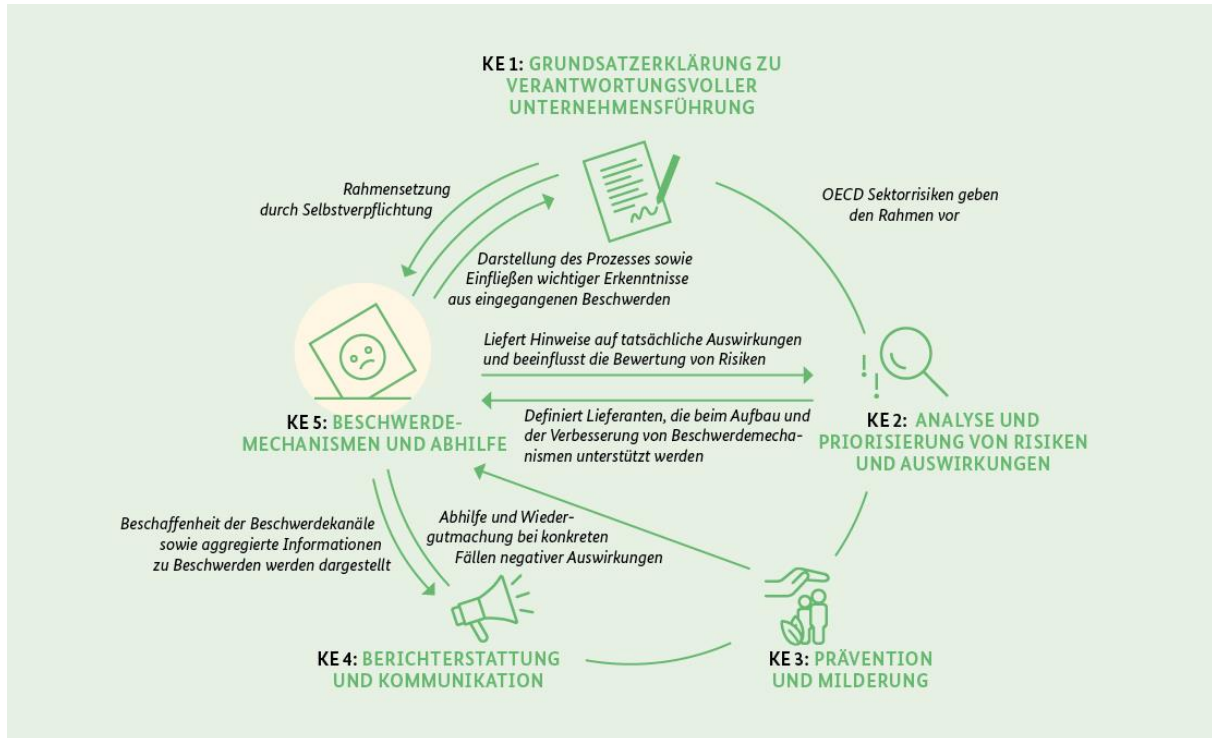 KE 1: GRUNDSATZERKLÄRUNG ZU
VERANTWORTUNGSVOLLER
UNTERNEHMENSFÜHRUNG
Rahmensetzung
durch Selbstverpflichtung
OECD Sektorrisiken geben
den Rahmen vor
Darstellung des Prozesses sowie
Einfließen wichtiger Erkenntnisse
aus eingegangenen Beschwerden
Liefert Hinweise auf tatsächliche Auswirkungen
und beeinflusst die Bewertung von Risiken
KE 5: BESCHWERDE-
MECHANISMEN UND ABHILFE
Definiert Lieferanten, die beim Aufbau und
der Verbesserung von Beschwerdemecha-
nismen unterstützt werden
KE 2: ANALYSE UND
PRIORISIERUNG VON RISIKEN
UND AUSWIRKUNGEN
Beschaffenheit der Beschwerdekanäle
sowie aggregierte Informationen
zu Beschwerden werden dargestellt
Abhilfe und Wieder-
gutmachung bei konkreten
Fällen negativer Auswirkungen
! !
KE 4: BERICHTERSTATTUNG
UND KOMMUNIKATION
KE 3: PRÄVENTION
UND MILDERUNG